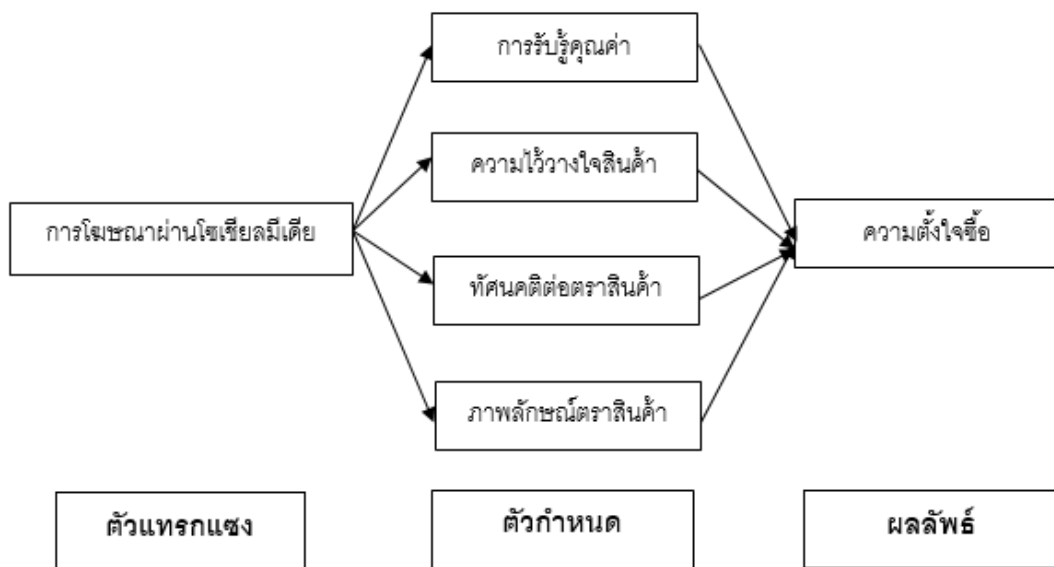 การรับรู้คุณค่า
ความไว้วางใจสินค้า
การโฆษณาผ่านโซเชียลมีเดีย
ความตั้งใจซื้อ
ทัศนคติต่อตราสินค้า
ภาพลักษณ์ตราสินค้า
ตัวแทรกแซง
ตัวกำหนด
ผลลัพธ์